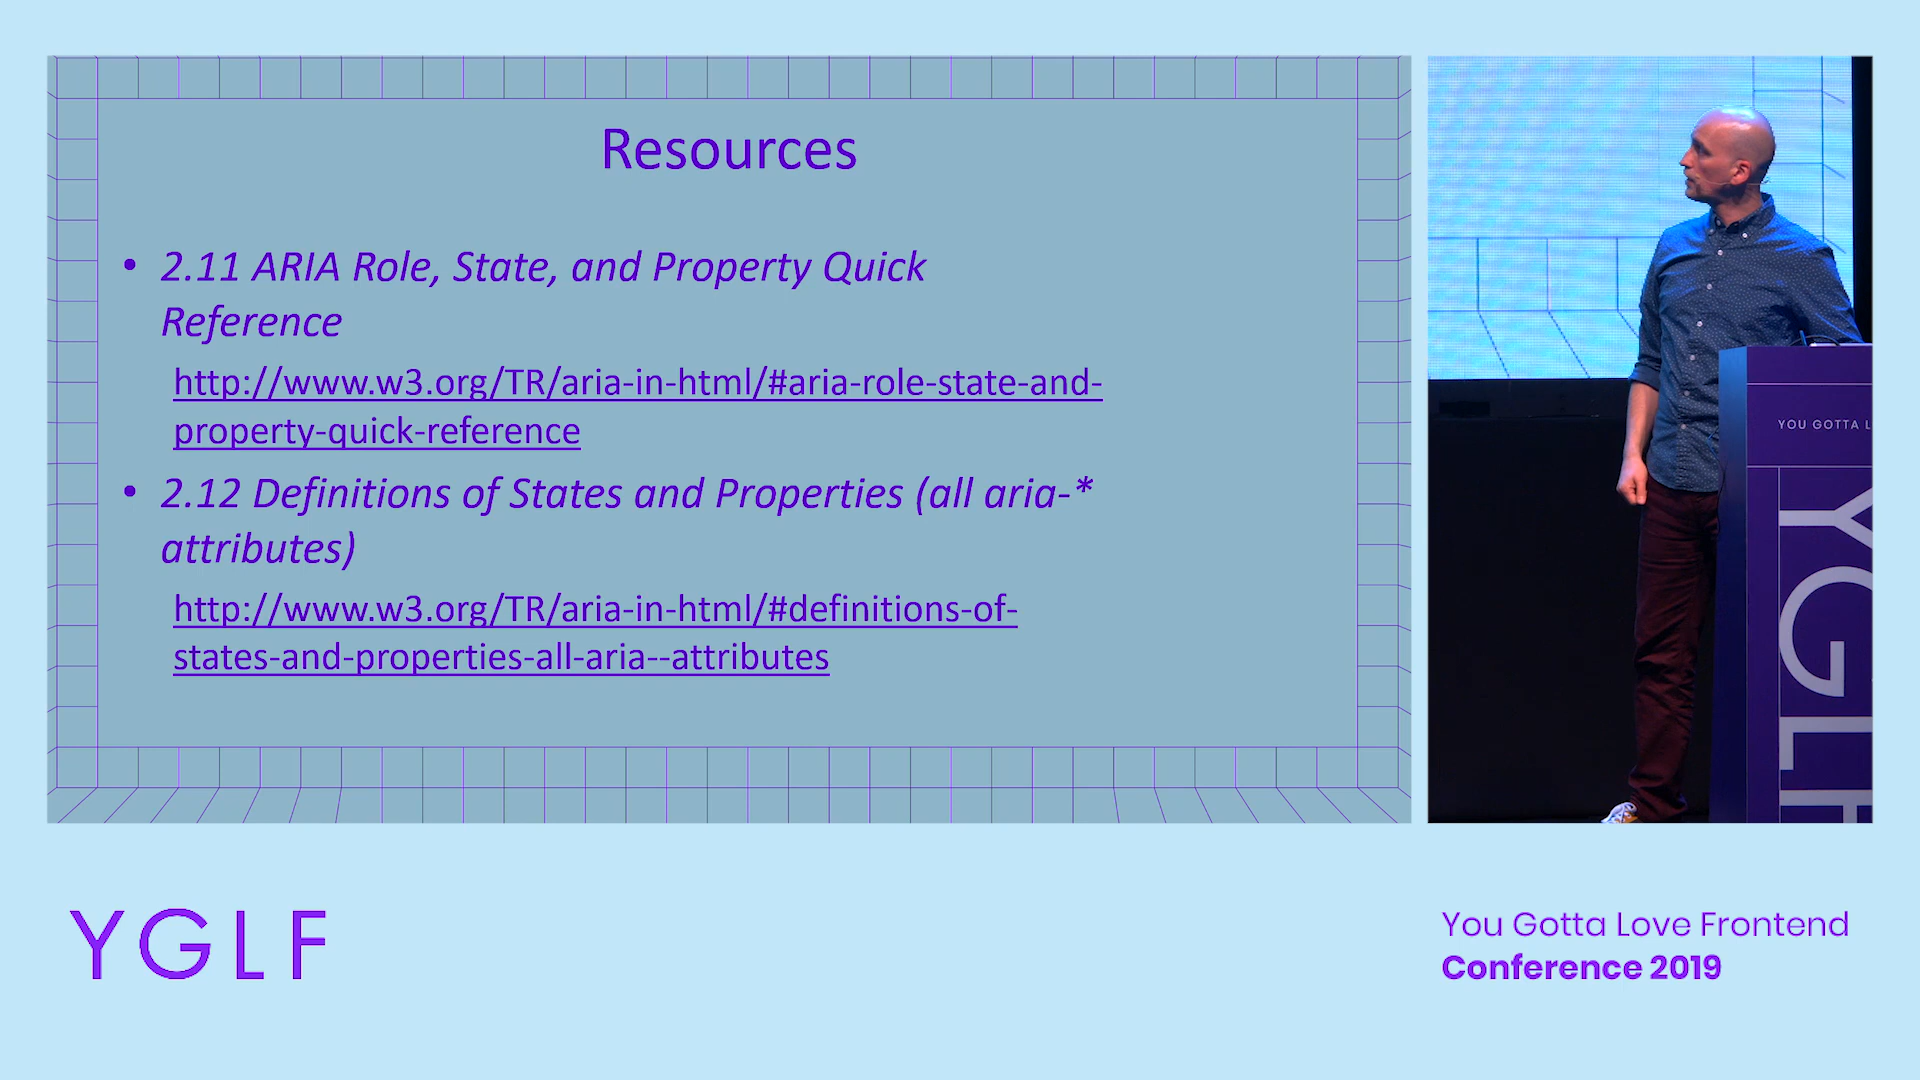 Resources
• 2.11 ARIA Role, State, and Property Quick
Reference
http://www.w3.org/TR/aria-in-html/#aria-role-state-and-
property-quick-reference
• 2.12 Definitions of States and Properties (all aria-*
attributes)
http://www.w3.org/TR/aria-in-html/#definitions-of-
states-and-properties-all-aria--attributes
YOU GOTTA L
YGLF
YGLF
You Gotta Love Frontend
Conference 2019